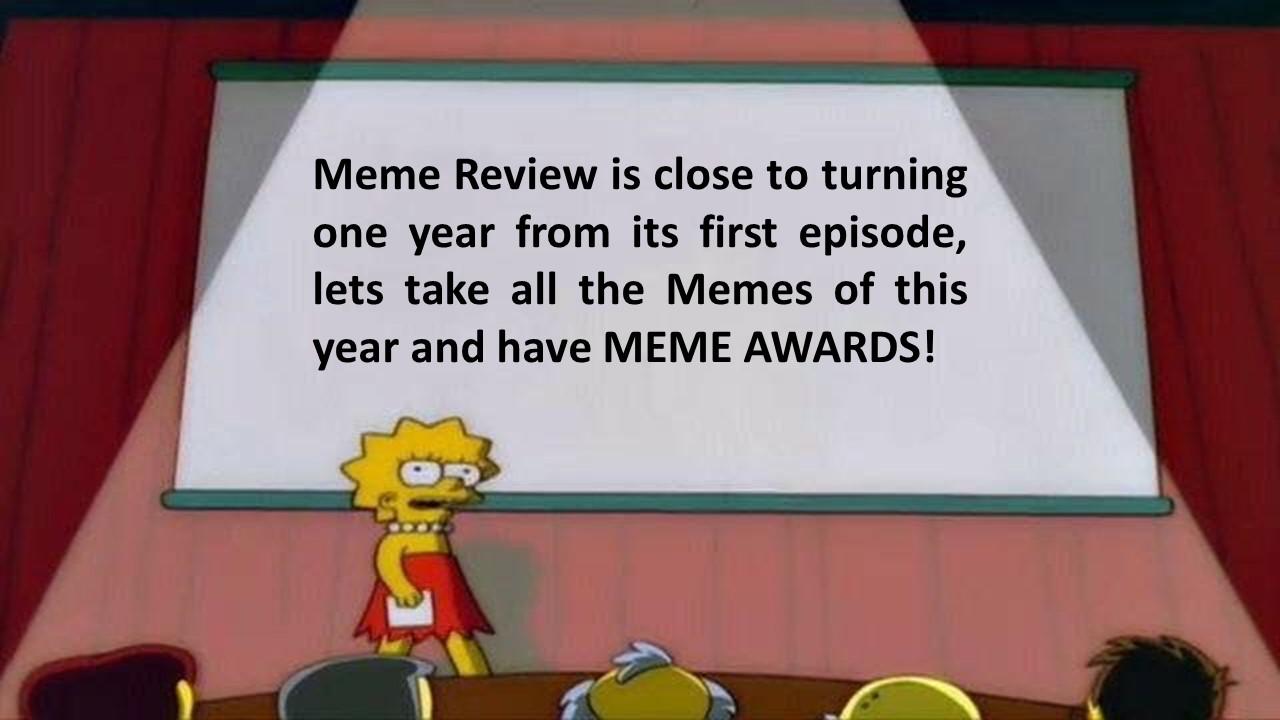 Meme Review is close to turning
one year from its first episode,
lets take all the Memes of this
year and have MEME AWARDS!